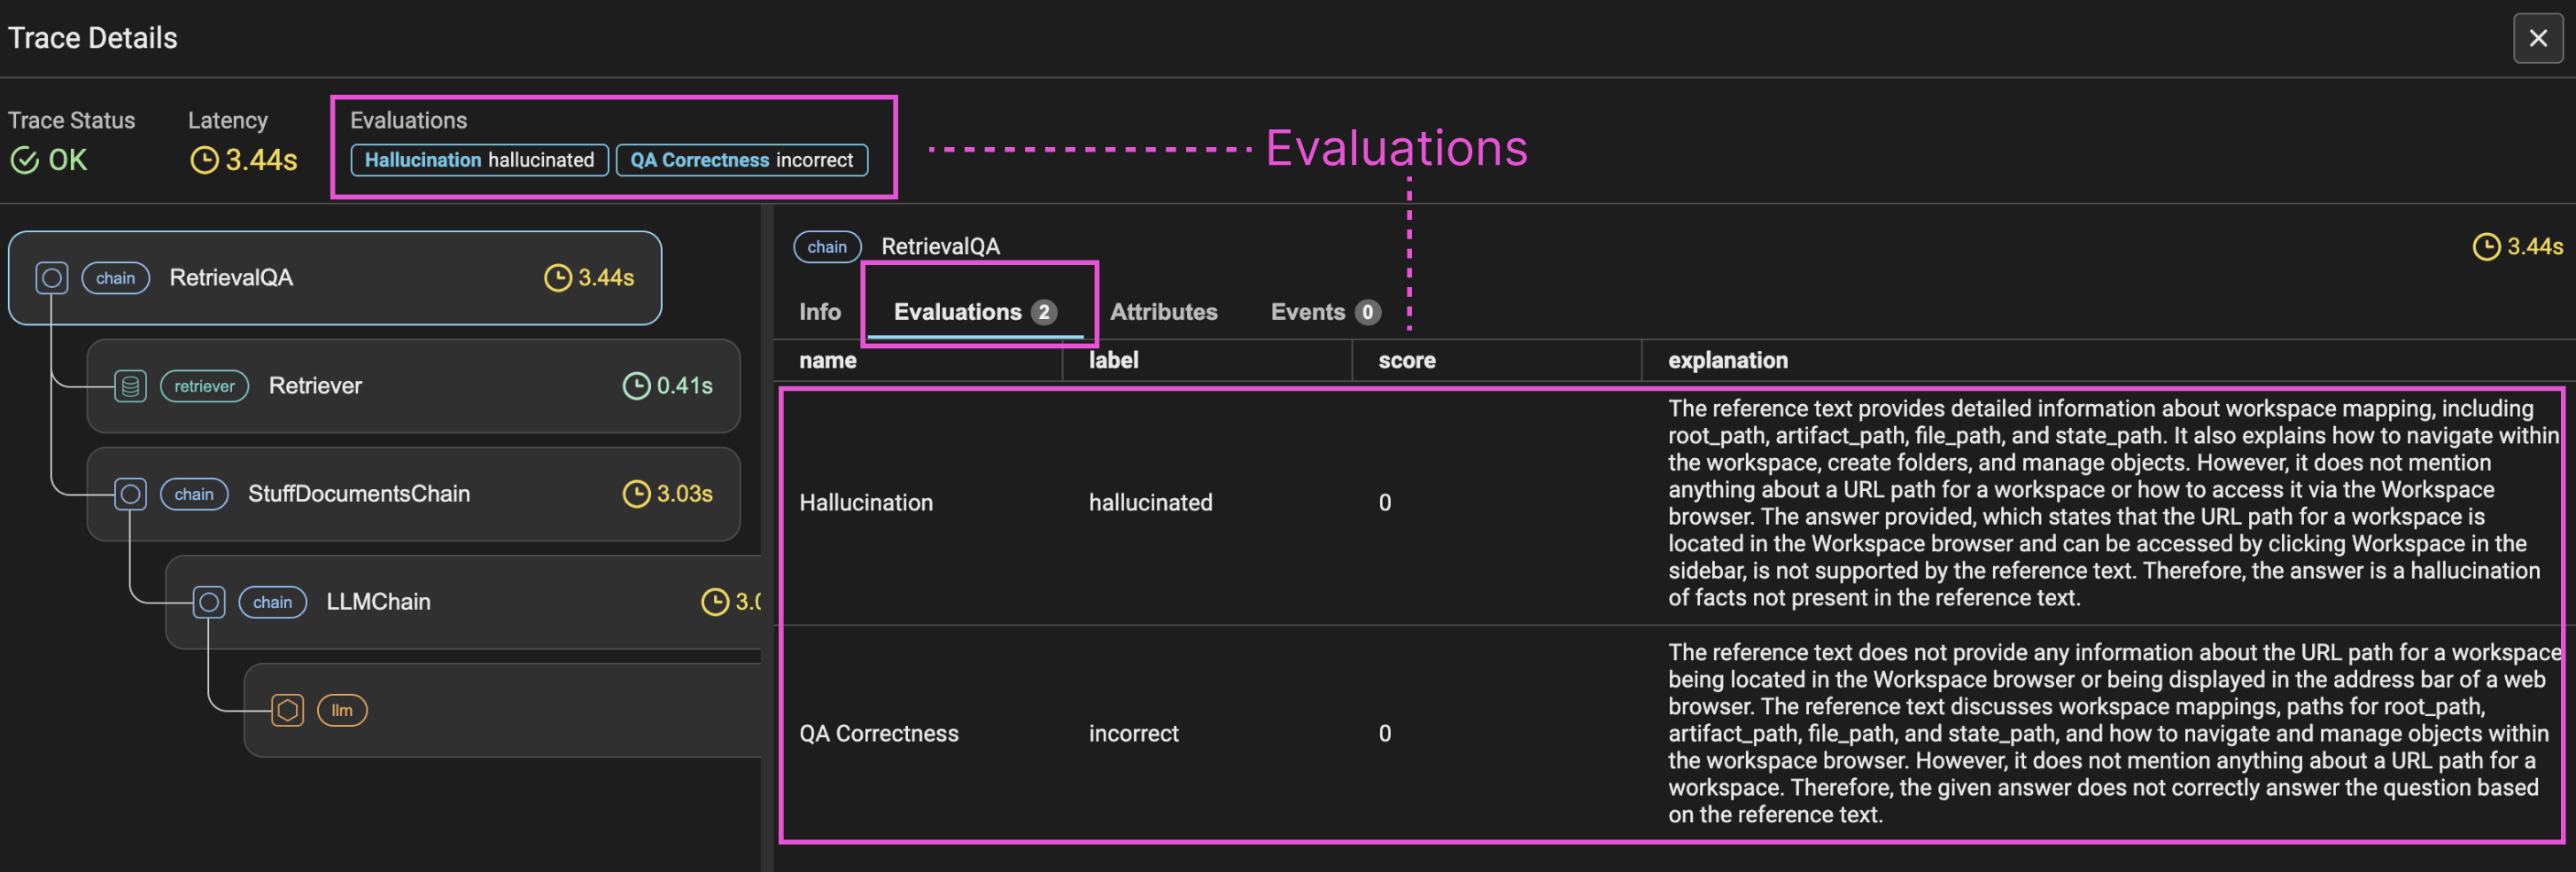 Trace Details
Trace Status
OK
Latency
3.44s
Evaluations
Hallucination hallucinated
QA Correctness incorrect
Evaluations
chain RetrievalQA 3.44s
retriever Retriever 0.41s
chain StuffDocumentsChain 3.03s
chain LLMChain 3.0
llm
chain RetrievalQA 3.44s
Info Evaluations 2 Attributes Events 0
name label score explanation
Hallucination hallucinated 0
The reference text provides detailed information about workspace mapping, including
root_path, artifact_path, file_path, and state_path. It also explains how to navigate within
the workspace, create folders, and manage objects. However, it does not mention
anything about a URL path for a workspace or how to access it via the Workspace
browser. The answer provided, which states that the URL path for a workspace is
located in the Workspace browser and can be accessed by clicking Workspace in the
sidebar, is not supported by the reference text. Therefore, the answer is a hallucination
of facts not present in the reference text.
QA Correctness incorrect 0
The reference text does not provide any information about the URL path for a workspace
being located in the Workspace browser or being displayed in the address bar of a web
browser. The reference text discusses workspace mappings, paths for root_path,
artifact_path, file_path, and state_path, and how to navigate and manage objects within
the workspace browser. However, it does not mention anything about a URL path for a
workspace. Therefore, the given answer does not correctly answer the question based
on the reference text.